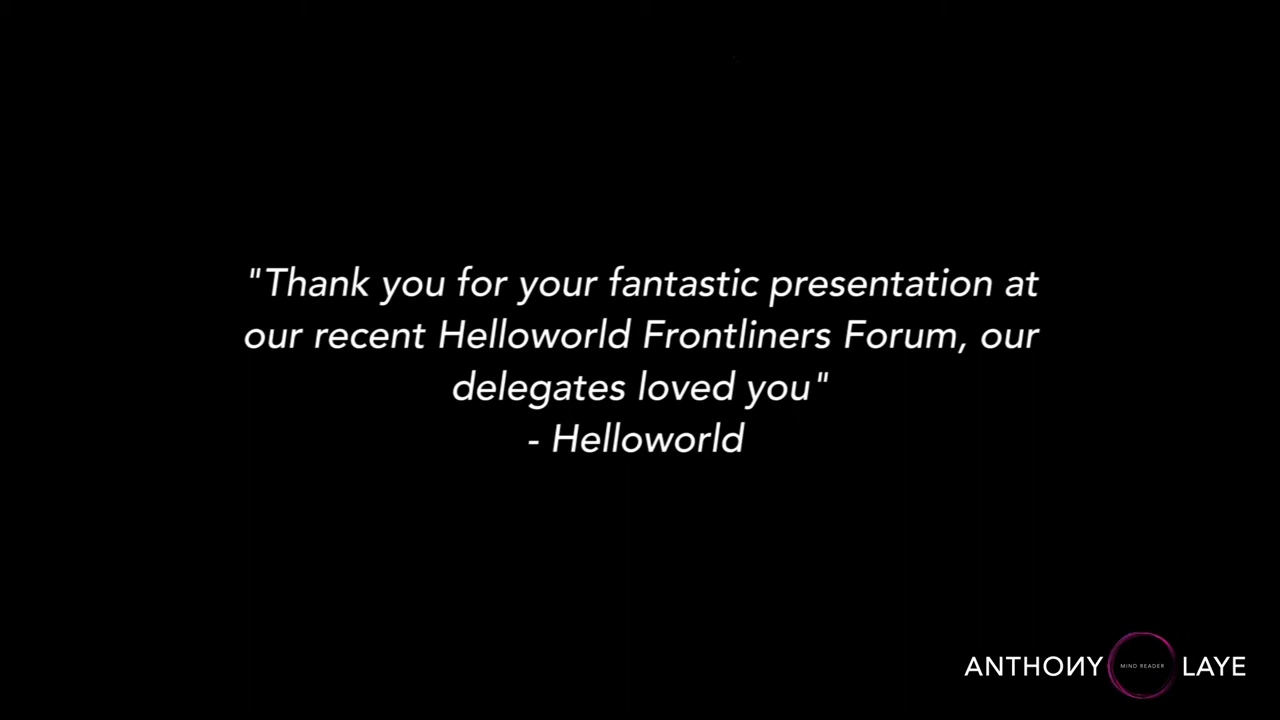 "Thank you for your fantastic presentation at
our recent Helloworld Frontliners Forum, our
delegates loved you"
- Helloworld
ANTHOИY MIND READER LAYE